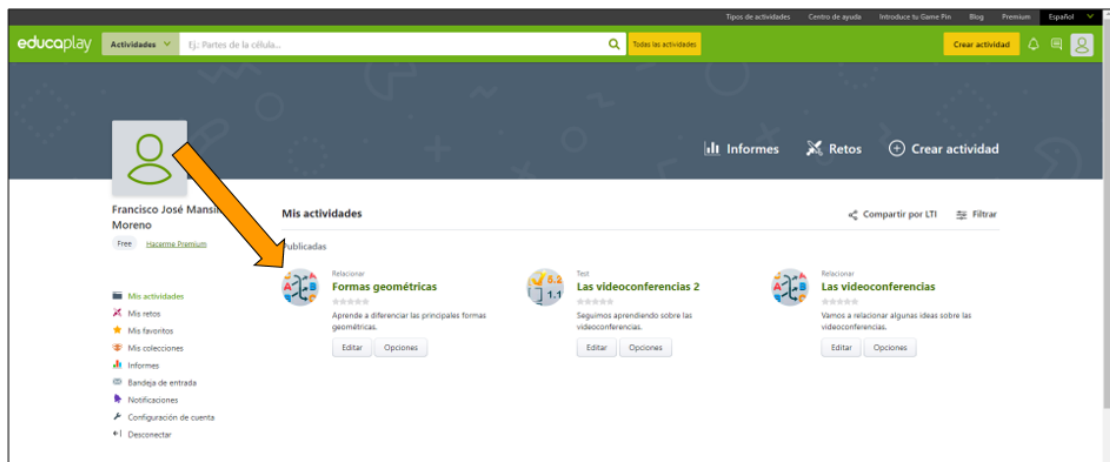 Tipos de actividades Centro de ayuda Introduce tu Game Pin Blog Premium Español
educaplay Actividades Ej.: Partes de la célula... Todas las actividades Crear actividad
Informes Retos Crear actividad
Francisco José
Moreno
Free Hacerme Premium
Mis actividades Compartir por LTI Filtrar
Publicadas
Relacionar
Formas geométricas
Aprende a diferenciar las principales formas
geométricas.
Editar Opciones
Test
Las videoconferencias 2
Seguimos aprendiendo sobre las
videoconferencias.
Editar Opciones
Relacionar
Las videoconferencias
Vamos a relacionar algunas ideas sobre las
videoconferencias.
Editar Opciones
Mis actividades
Mis retos
Mis favoritos
Mis colecciones
Informes
Bandeja de entrada
Notificaciones
Configuración de cuenta
Desconectar